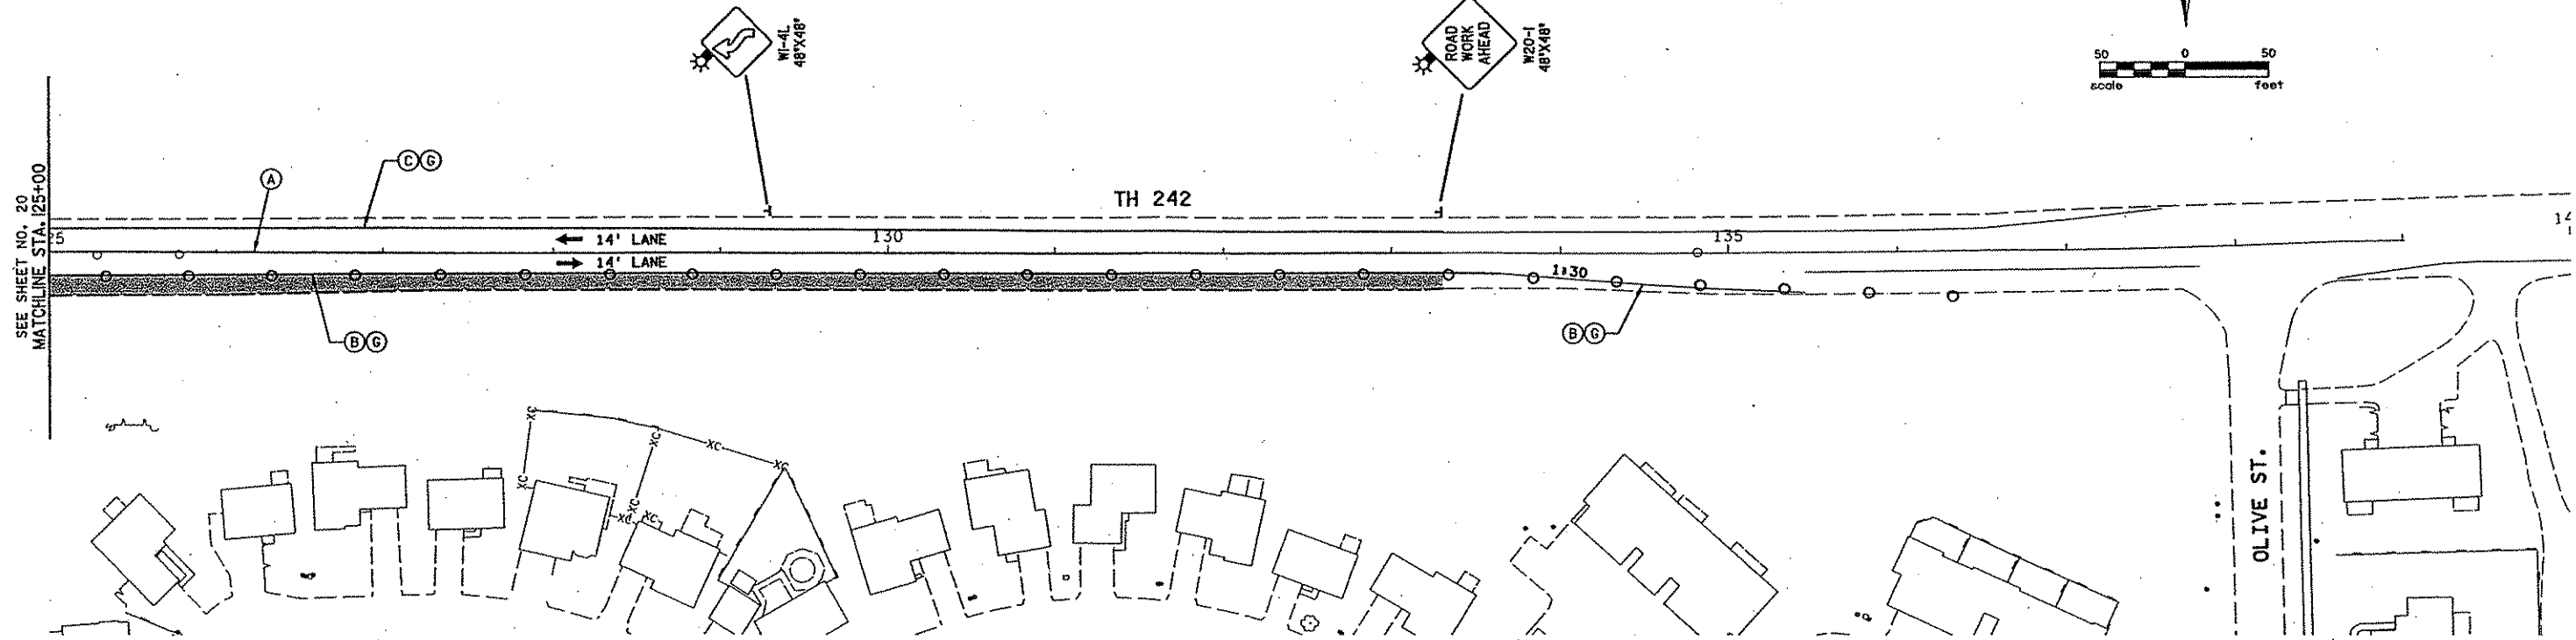 W1-4L
48"X48"
ROAD
WORK
AHEAD
W20-1
48"X48"
50 0 50
scale feet
SEE SHEET NO. 20
MATCHLINE STA. 125+00
A
C G
TH 242
14' LANE
14' LANE
130
135
1:30
B G
B G
XC
XC
XC
XC
XC
XC
XC
XC
XC
OLIVE ST.